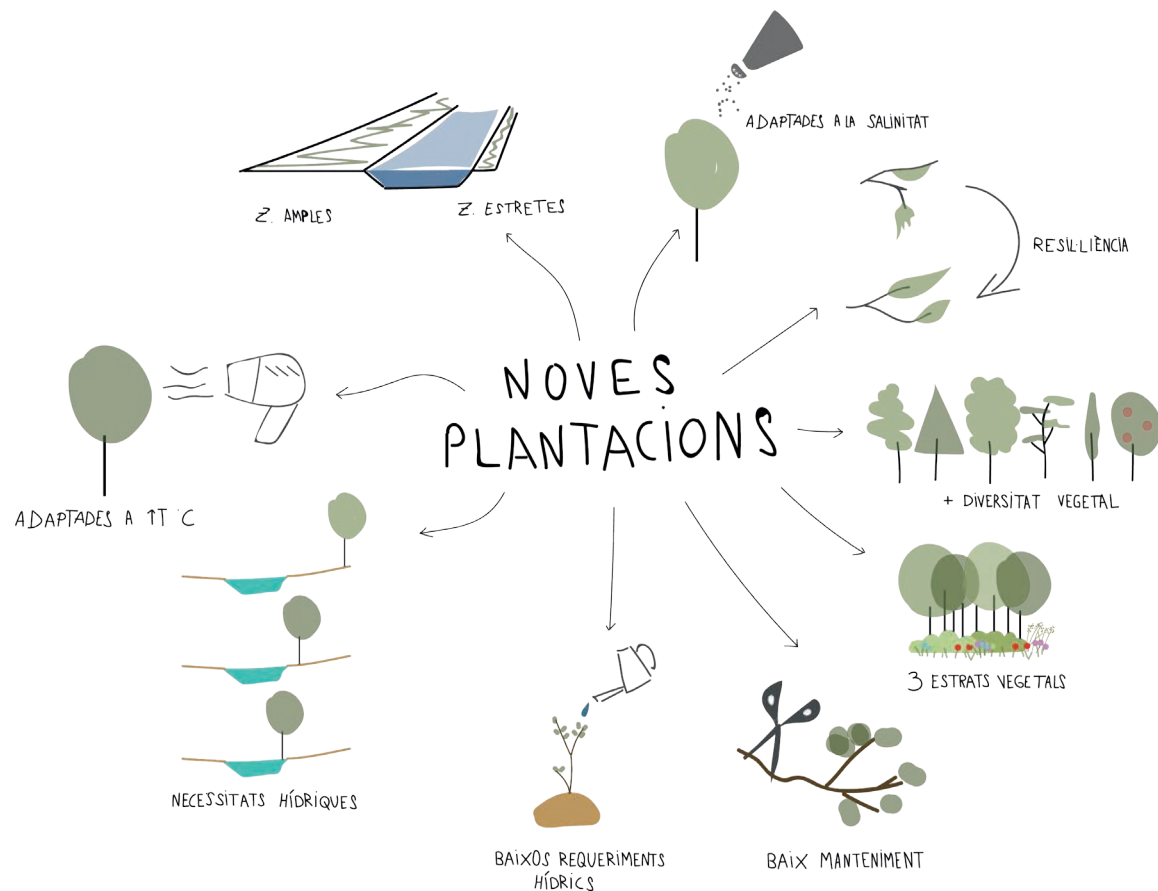 ADAPTADES A LA SALINITAT
Z. AMPLES
Z. ESTRETES
RESIL·LIÈNCIA
NOVES
PLANTACIONS
+ DIVERSITAT VEGETAL
ADAPTADES A ↑T ºC
3 ESTRATS VEGETALS
NECESSITATS HÍDRIQUES
BAIXOS REQUERIMENTS
HÍDRICS
BAIX MANTENIMENT